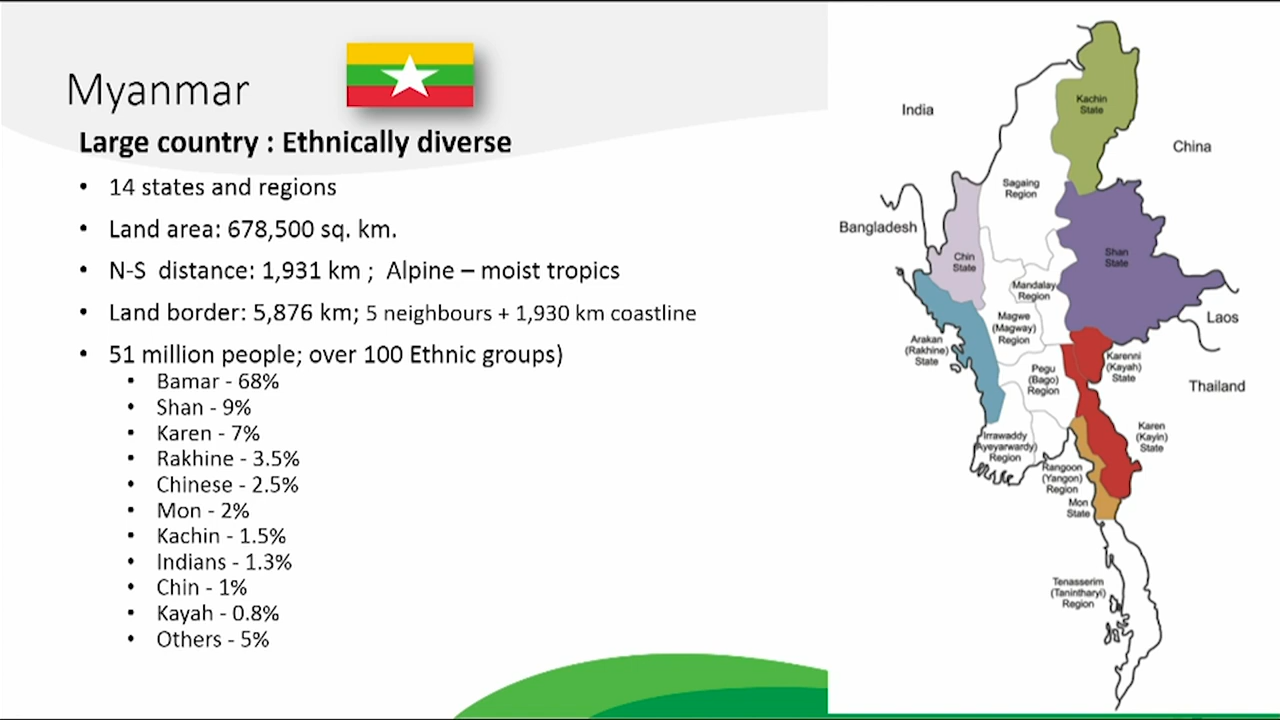 Myanmar
Large country : Ethnically diverse
• 14 states and regions
• Land area: 678,500 sq. km.
• N-S distance: 1,931 km ; Alpine – moist tropics
• Land border: 5,876 km; 5 neighbours + 1,930 km coastline
• 51 million people; over 100 Ethnic groups)
• Bamar - 68%
• Shan - 9%
• Karen - 7%
• Rakhine - 3.5%
• Chinese - 2.5%
• Mon - 2%
• Kachin - 1.5%
• Indians - 1.3%
• Chin - 1%
• Kayah - 0.8%
• Others - 5%
India
Kachin
State
China
Sagaing
Region
Bangladesh
Chin
State
Shan
State
Mandalay
Region
Magwe
(Magway)
Region
Laos
Arakan
(Rakhine)
State
Karenni
(Kayah)
State
Pegu
(Bago)
Region
Thailand
Karen
(Kayin)
State
Irrawaddy
(Ayeyarwardy)
Region
Rangoon
(Yangon)
Region
Mon
State
Tenasserim
(Tanintharyi)
Region